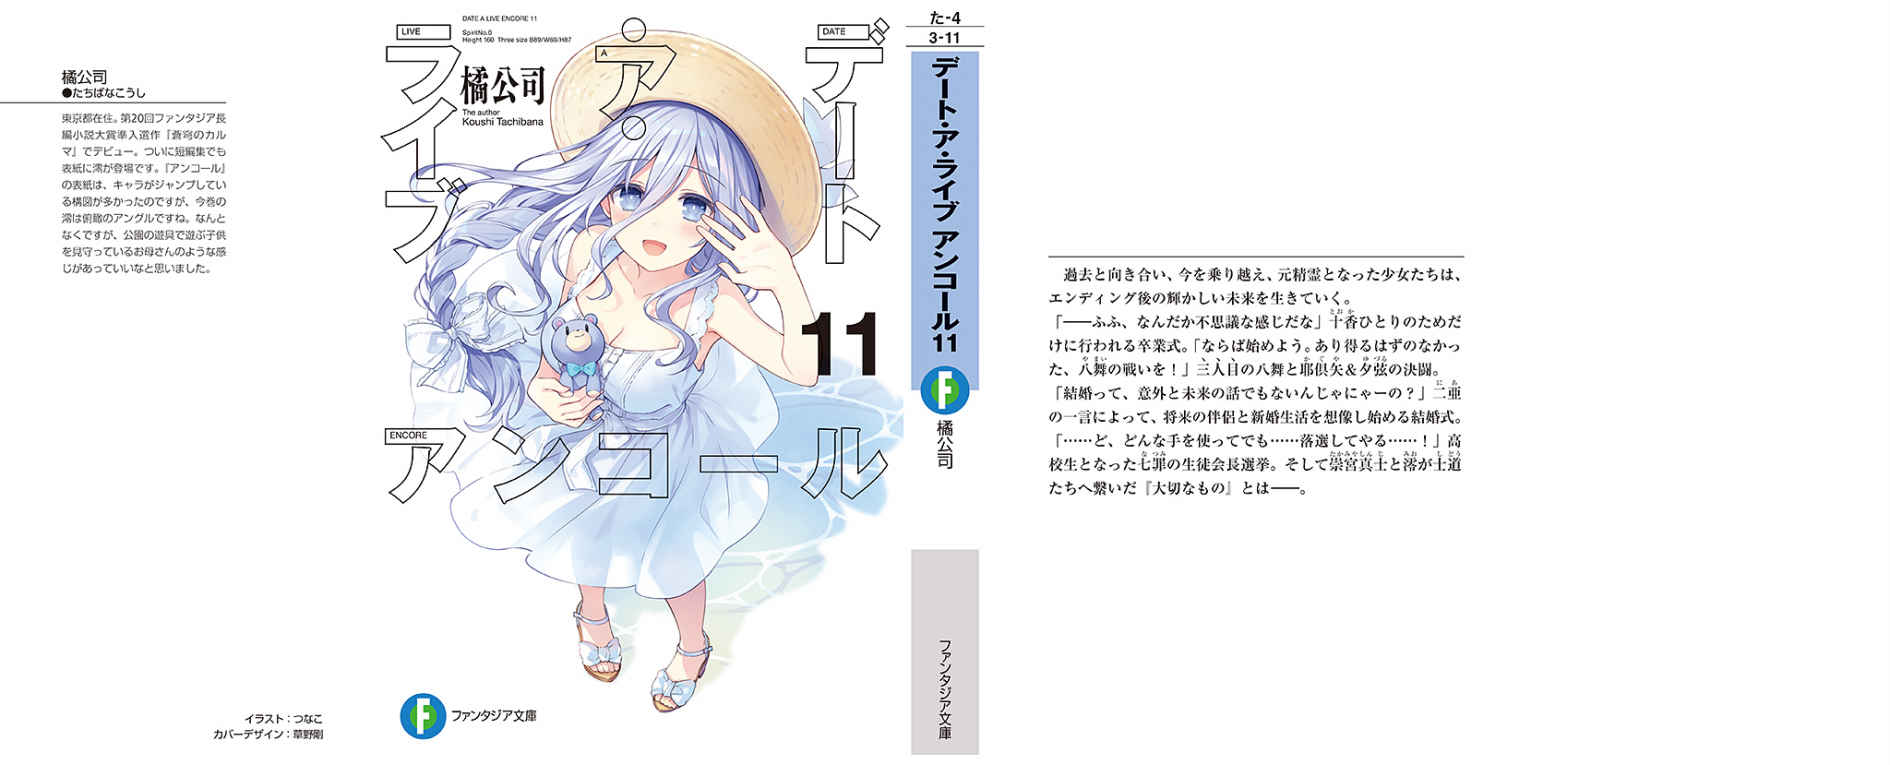 橘公司
●たちばなこうし
東京都在住。第20回ファンタジア長
編小説大賞準入選作『蒼穹のカル
マ』でデビュー。ついに短編集でも
表紙に澪が登場です。『アンコール』
の表紙は、キャラがジャンプしてい
る構図が多かったのですが、今巻の
澪は俯瞰のアングルですね。なんと
なくですが、公園の遊具で遊ぶ子供
を見守っているお母さんのような感
じがあっていいなと思いました。
イラスト：つなこ
カバーデザイン：草野剛
DATE A LIVE ENCORE 11
SpiritNo.0
Height 160 Three size B89/W60/H87
DATE
デート
A
・ア・
LIVE
ライブ
ENCORE
アンコール
11
橘公司
The author
Koushi Tachibana
F
ファンタジア文庫
た-4
3-11
デート・ア・ライブ アンコール11
F
橘公司
ファンタジア文庫
過去と向き合い、今を乗り越え、元精霊となった少女たちは、
エンディング後の輝かしい未来を生きていく。
「――ふふ、なんだか不思議な感じだな」十香ひとりのためだ
けに行われる卒業式。「ならば始めよう。あり得るはずのなかっ
た、八舞の戦いを！」三人目の八舞と耶倶矢＆夕弦の決闘。
「結婚って、意外と未来の話でもないんじゃにゃーの？」二亜
の一言によって、将来の伴侶と新婚生活を想像し始める結婚式。
「……ど、どんな手を使ってでも……落選してやる……！」高
校生となった七罪の生徒会長選挙。そして崇宮真士と澪が士道
たちへ繋いだ『大切なもの』とは――。